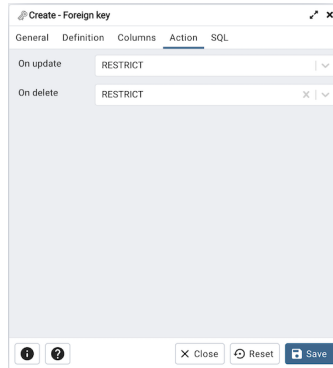 Create - Foreign key
General Definition Columns Action SQL
On update RESTRICT
On delete RESTRICT
Close Reset Save